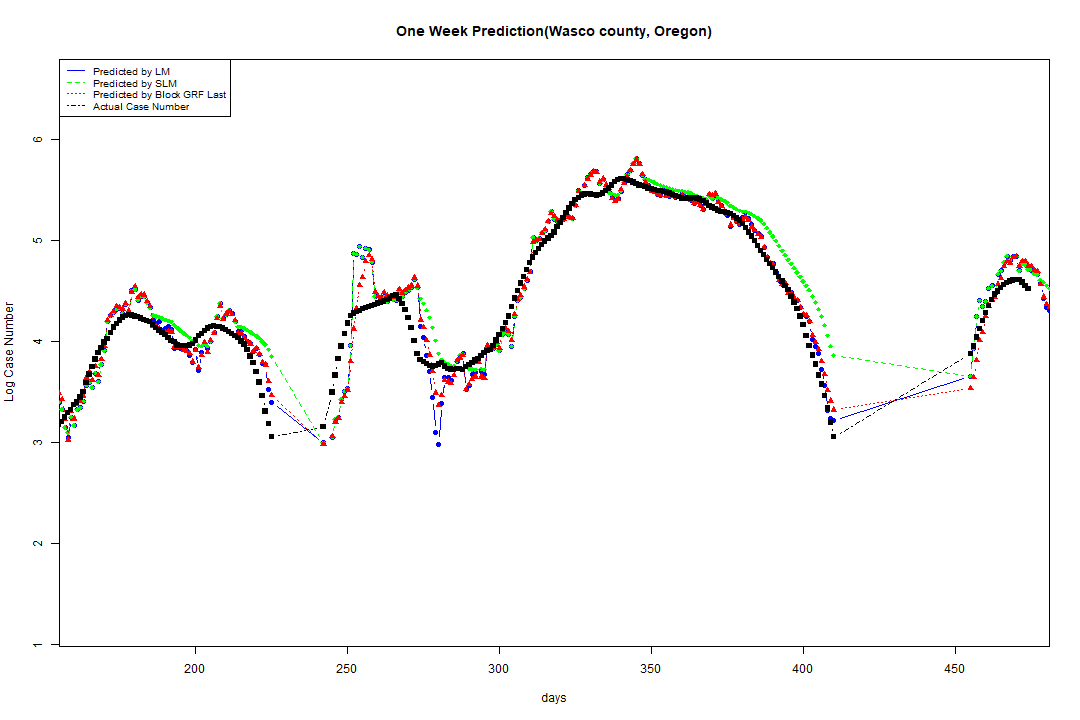 One Week Prediction(Wasco county, Oregon)
Predicted by LM
Predicted by SLM
Predicted by Block GRF Last
Actual Case Number
6
5
4
3
2
1
Log Case Number
200 250 300 350 400 450
days